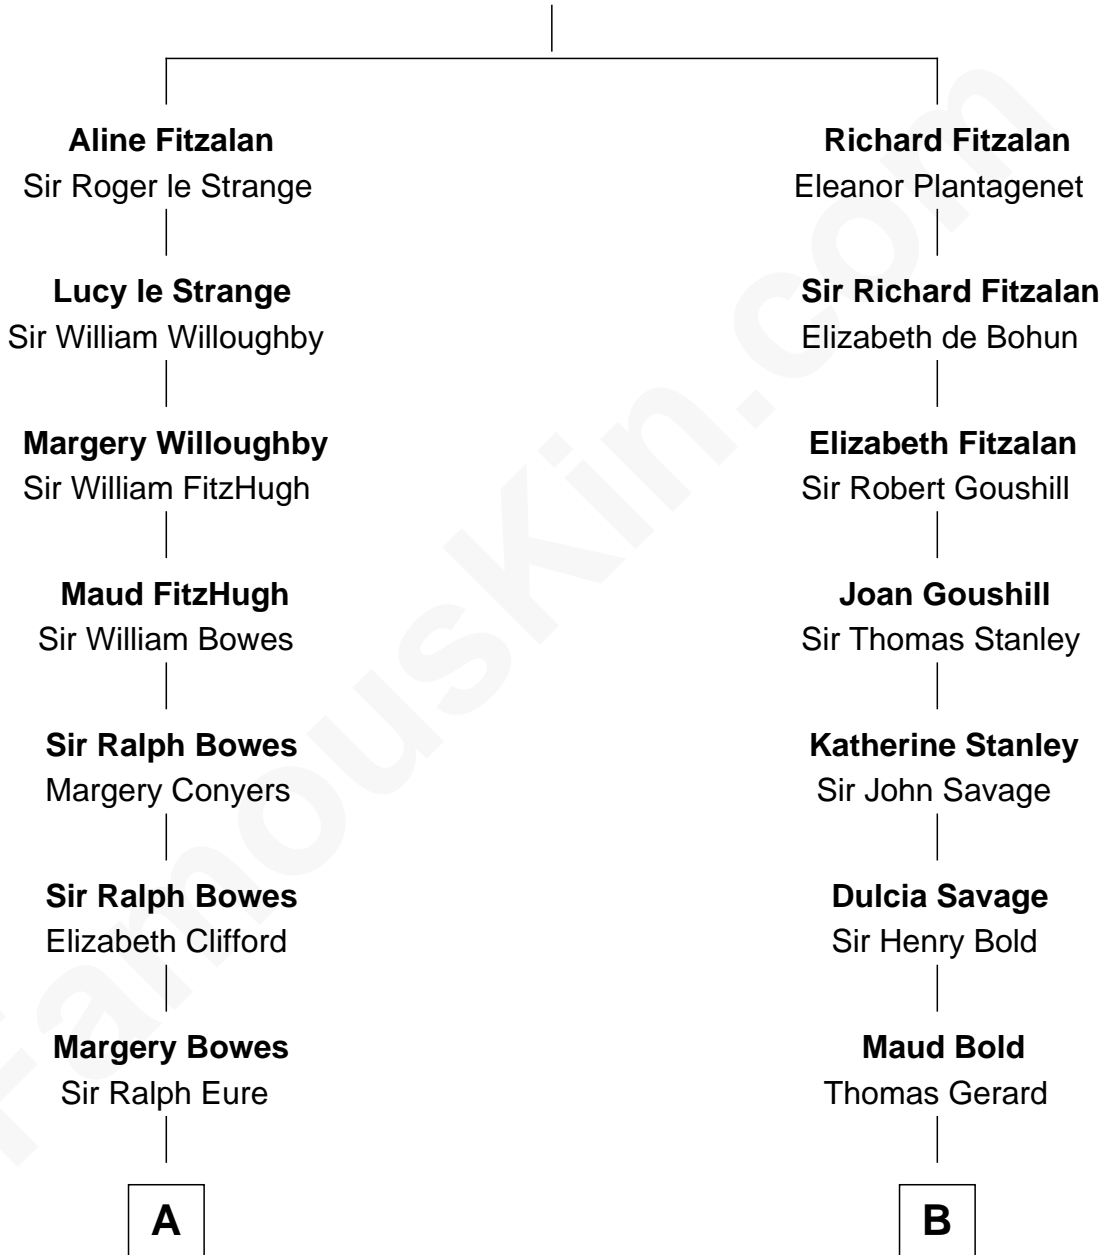 Aline Fitzalan
Sir Roger le Strange
Lucy le Strange
Sir William Willoughby
Margery Willoughby
Sir William FitzHugh
Maud FitzHugh
Sir William Bowes
Sir Ralph Bowes
Margery Conyers
Sir Ralph Bowes
Elizabeth Clifford
Margery Bowes
Sir Ralph Eure
A
Richard Fitzalan
Eleanor Plantagenet
Sir Richard Fitzalan
Elizabeth de Bohun
Elizabeth Fitzalan
Sir Robert Goushill
Joan Goushill
Sir Thomas Stanley
Katherine Stanley
Sir John Savage
Dulcia Savage
Sir Henry Bold
Maud Bold
Thomas Gerard
B
FamousKin.com